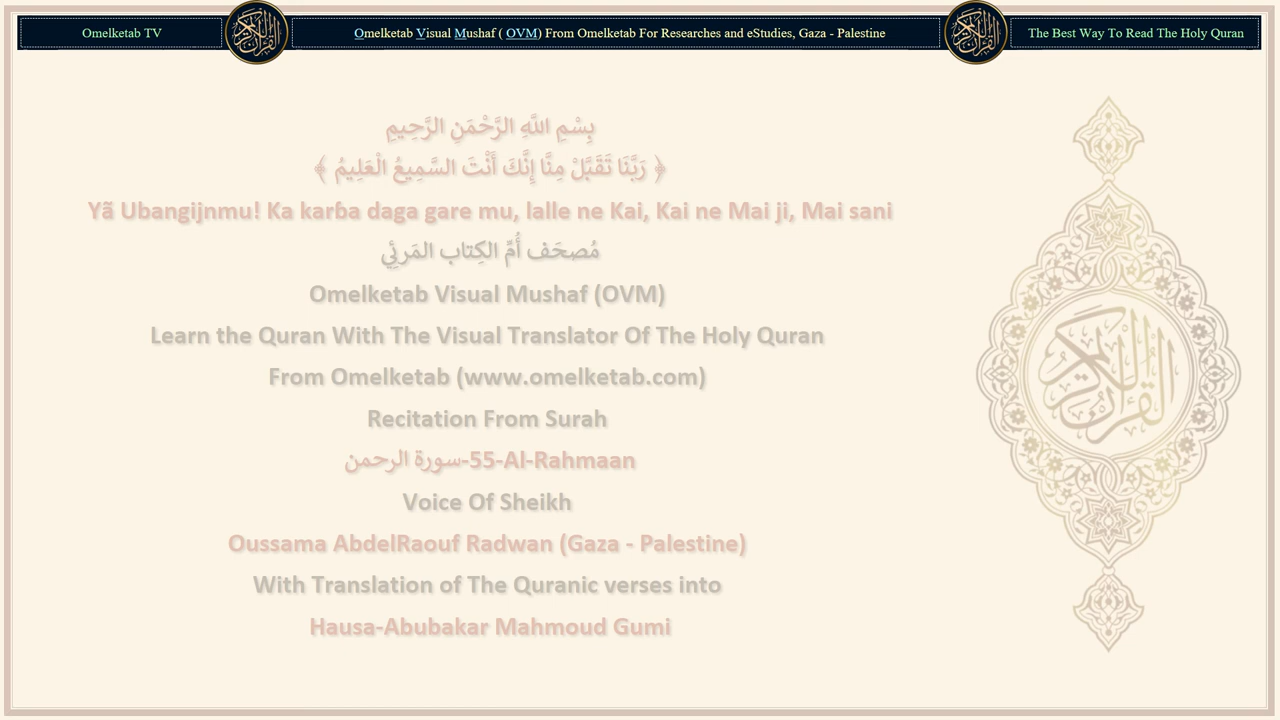 Omelketab TV
Omelketab Visual Mushaf ( OVM) From Omelketab For Researches and eStudies, Gaza - Palestine
The Best Way To Read The Holy Quran
بِسْمِ اللَّهِ الرَّحْمَنِ الرَّحِيمِ
﴿ رَبَّنَا تَقَبَّلْ مِنَّا إِنَّكَ أَنْتَ السَّمِيعُ الْعَلِيمُ ﴾
Yã Ubangijnmu! Ka karɓa daga gare mu, lalle ne Kai, Kai ne Mai ji, Mai sani
مُصحَف أُمِّ الكِتاب المَرئِي
Omelketab Visual Mushaf (OVM)
Learn the Quran With The Visual Translator Of The Holy Quran
From Omelketab (www.omelketab.com)
Recitation From Surah
سورة الرحمن-55-Al-Rahmaan
Voice Of Sheikh
Oussama AbdelRaouf Radwan (Gaza - Palestine)
With Translation of The Quranic verses into
Hausa-Abubakar Mahmoud Gumi
القرآن الكريم